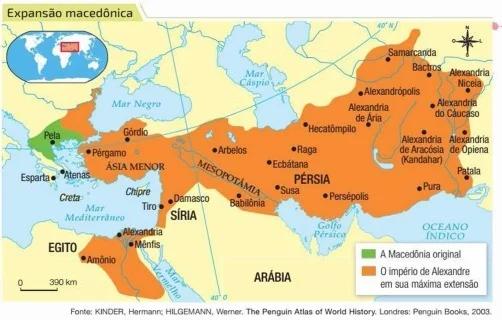 Expansão macedônica
40° N
Samarcanda
Bactros
Alexandria
Niceia
Mar
Cáspio
Alexandrópolis
Mar Negro
Alexandria
de Ária
Alexandria
do Cáucaso
Pela
Górdio
Hecatômpilo
Pérgamo
Arbelos
Raga
Alexandria
de Aracósia
(Kandahar)
Alexandria
de Opiena
Esparta
Atenas
ÁSIA MENOR
MESOPOTÂMIA
Ecbátana
PÉRSIA
Creta
Chipre
Damasco
Susa
Patala
Mar
Mediterrâneo
Tiro
SÍRIA
Babilônia
Persépolis
Pura
Alexandria
Golfo
Pérsico
OCEANO
ÍNDICO
EGITO
Mênfis
Amônio
Mar
Vermelho
ARÁBIA
A Macedônia original
O império de Alexandre
em sua máxima extensão
0 390 km
40° O
Fonte: KINDER, Hermann; HILGEMANN, Werner. The Penguin Atlas of World History. Londres: Penguin Books, 2003.